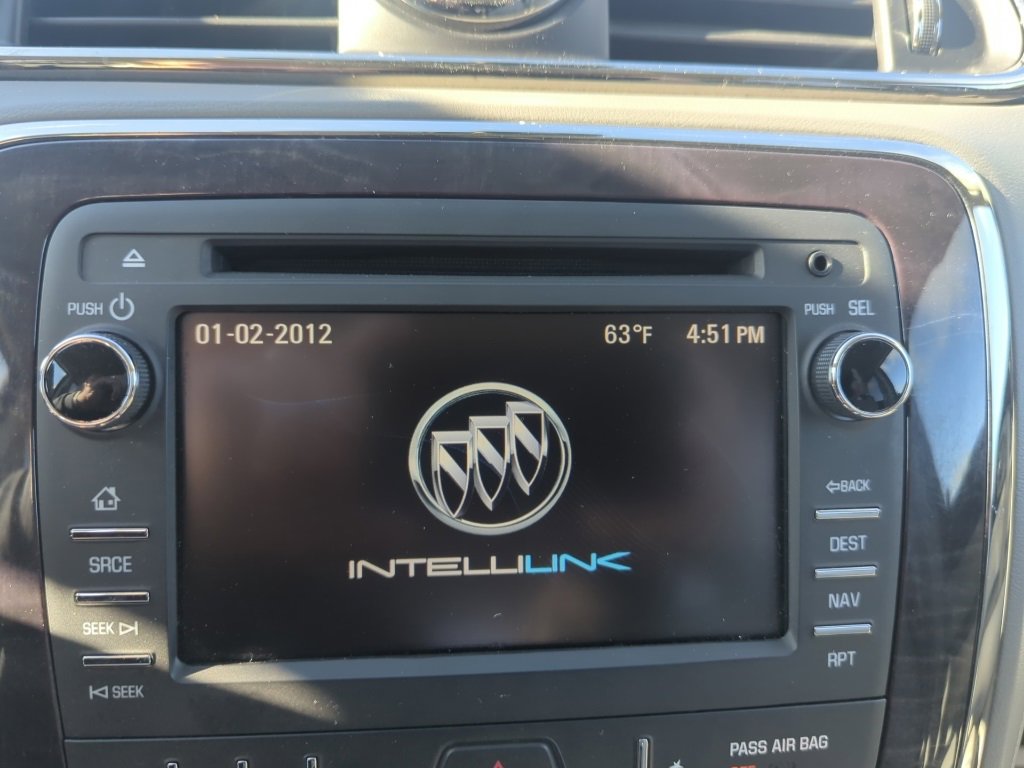 PUSH
PUSH SEL
01-02-2012 63°F 4:51 PM
INTELLILINK
SRCE
SEEK
SEEK
BACK
DEST
NAV
RPT
PASS AIR BAG